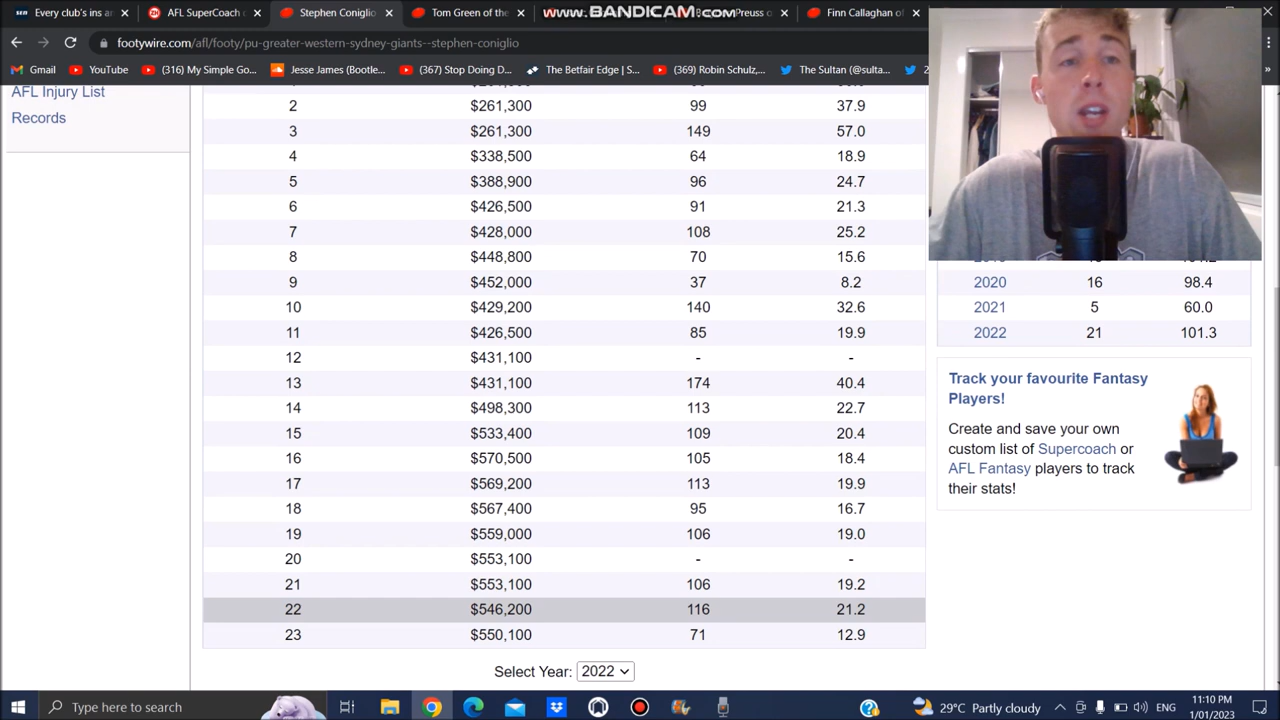 Every club's ins ar
AFL SuperCoach
Stephen Coniglio
Tom Green of the
WWW.BANDICAM.COM
Preuss of
Finn Callaghan of
footywire.com/afl/footy/pu-greater-western-sydney-giants--stephen-coniglio
Gmail YouTube (316) My Simple Go... Jesse James (Bootle... (367) Stop Doing D... The Betfair Edge | S... (369) Robin Schulz,... The Sultan (@sulta...
AFL Injury List
Records
2 $261,300 99 37.9
3 $261,300 149 57.0
4 $338,500 64 18.9
5 $388,900 96 24.7
6 $426,500 91 21.3
7 $428,000 108 25.2
8 $448,800 70 15.6
9 $452,000 37 8.2
10 $429,200 140 32.6
11 $426,500 85 19.9
12 $431,100 - -
13 $431,100 174 40.4
14 $498,300 113 22.7
15 $533,400 109 20.4
16 $570,500 105 18.4
17 $569,200 113 19.9
18 $567,400 95 16.7
19 $559,000 106 19.0
20 $553,100 - -
21 $553,100 106 19.2
22 $546,200 116 21.2
23 $550,100 71 12.9
Select Year: 2022
2020 16 98.4
2021 5 60.0
2022 21 101.3
Track your favourite Fantasy
Players!
Create and save your own
custom list of Supercoach or
AFL Fantasy players to track
their stats!
Type here to search
29°C Partly cloudy
ENG
11:10 PM
1/01/2023